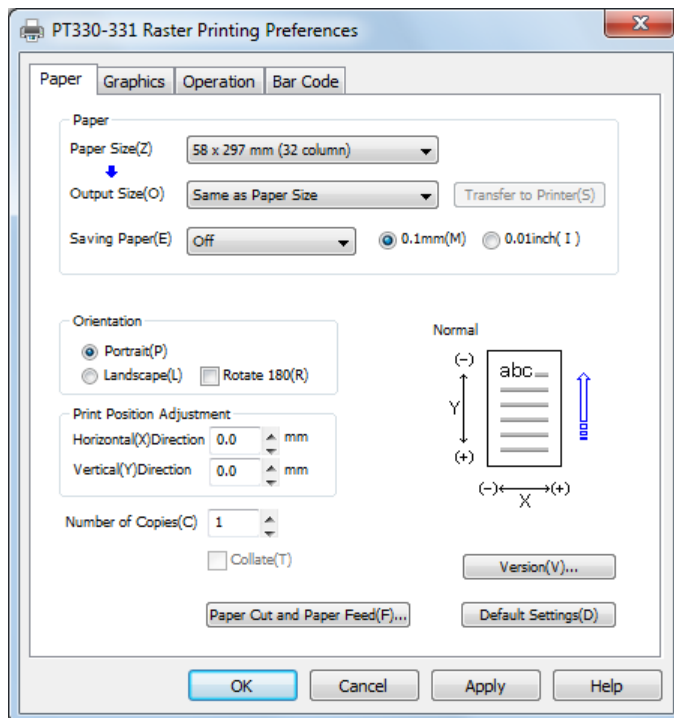 PT330-331 Raster Printing Preferences
Paper Graphics Operation Bar Code
Paper
Paper Size(Z) 58 x 297 mm (32 column)
Output Size(O) Same as Paper Size Transfer to Printer(S)
Saving Paper(E) Off 0.1mm(M) 0.01inch( I )
Orientation
Portrait(P)
Landscape(L) Rotate 180(R)
Print Position Adjustment
Horizontal(X)Direction 0.0 mm
Vertical(Y)Direction 0.0 mm
Normal
(-)
abc
Y
(+)
(-) (+)
X
Number of Copies(C) 1
Collate(T)
Version(V)...
Paper Cut and Paper Feed(F)... Default Settings(D)
OK Cancel Apply Help